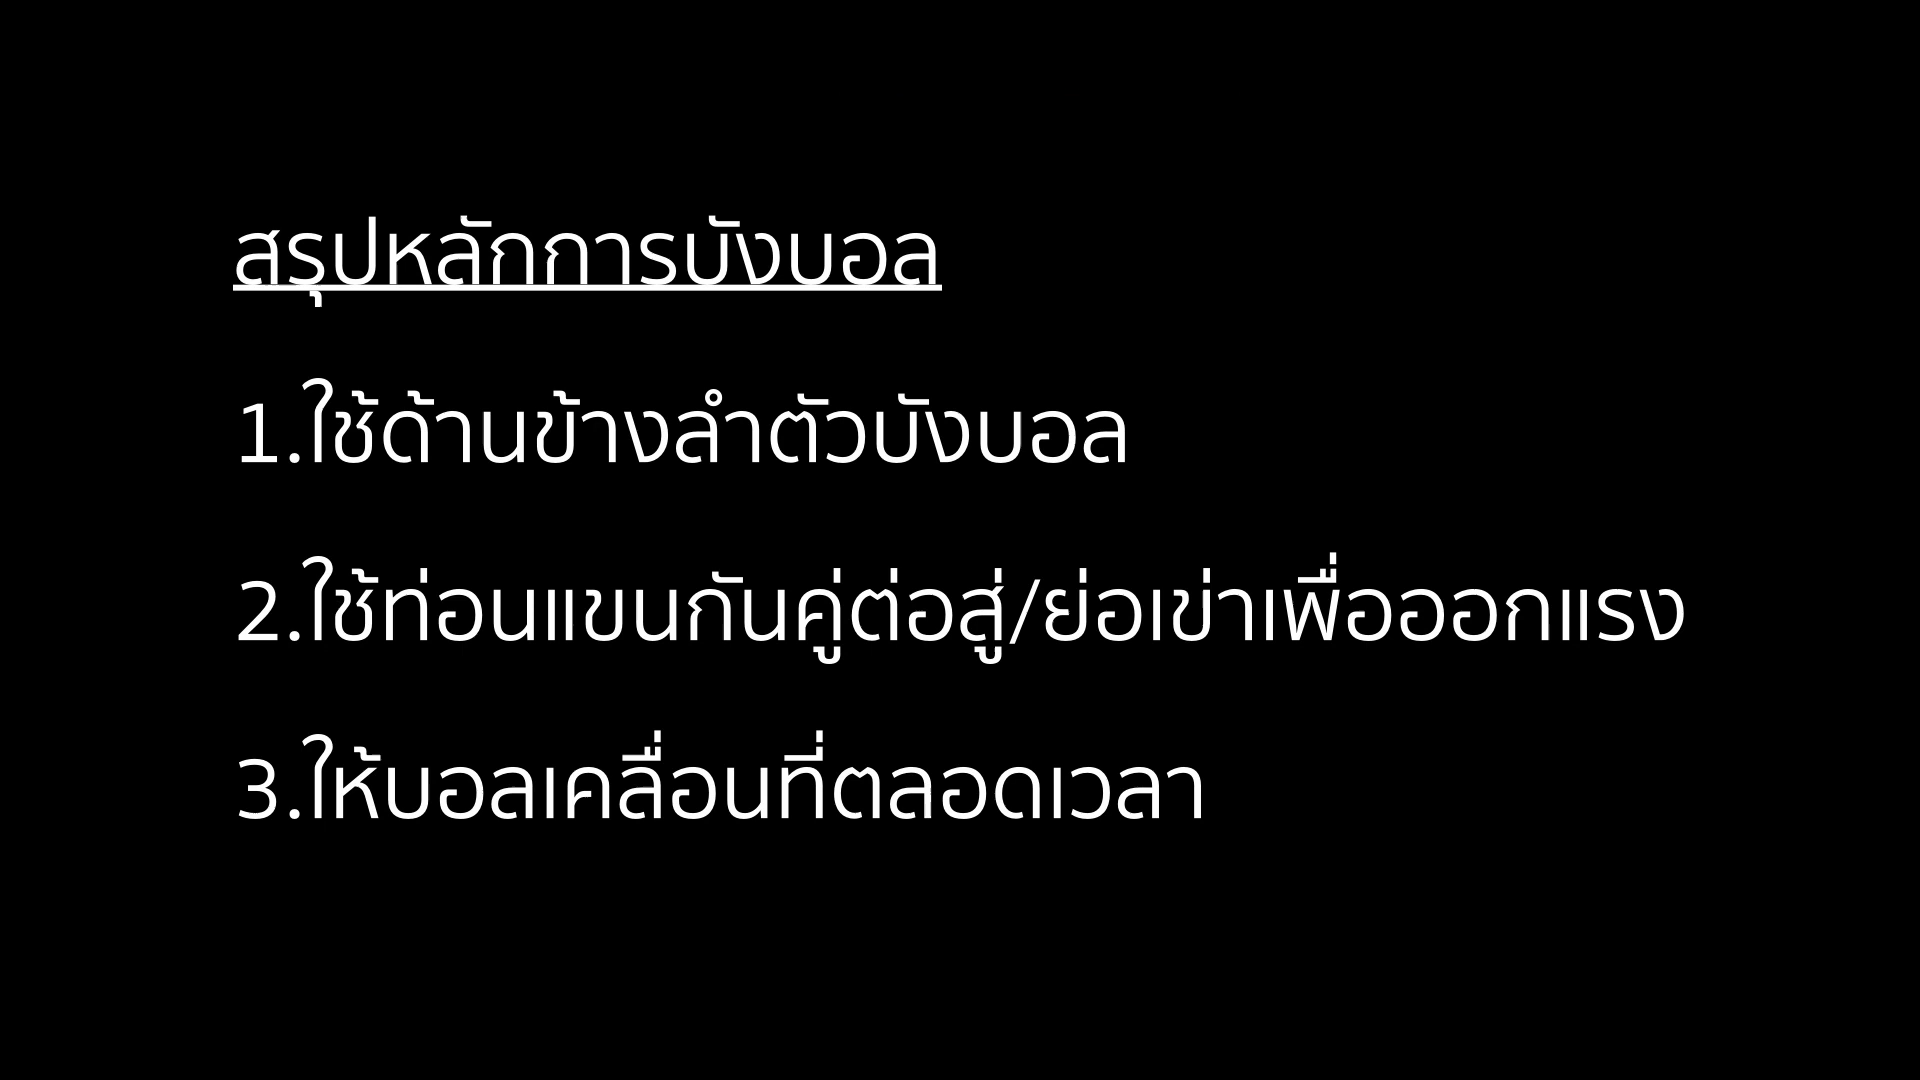 สรุปหลักการบังบอล
1.ใช้ด้านข้างลำตัวบังบอล
2.ใช้ท่อนแขนกันคู่ต่อสู่/ย่อเข่าเพื่อออกแรง
3.ให้บอลเคลื่อนที่ตลอดเวลา